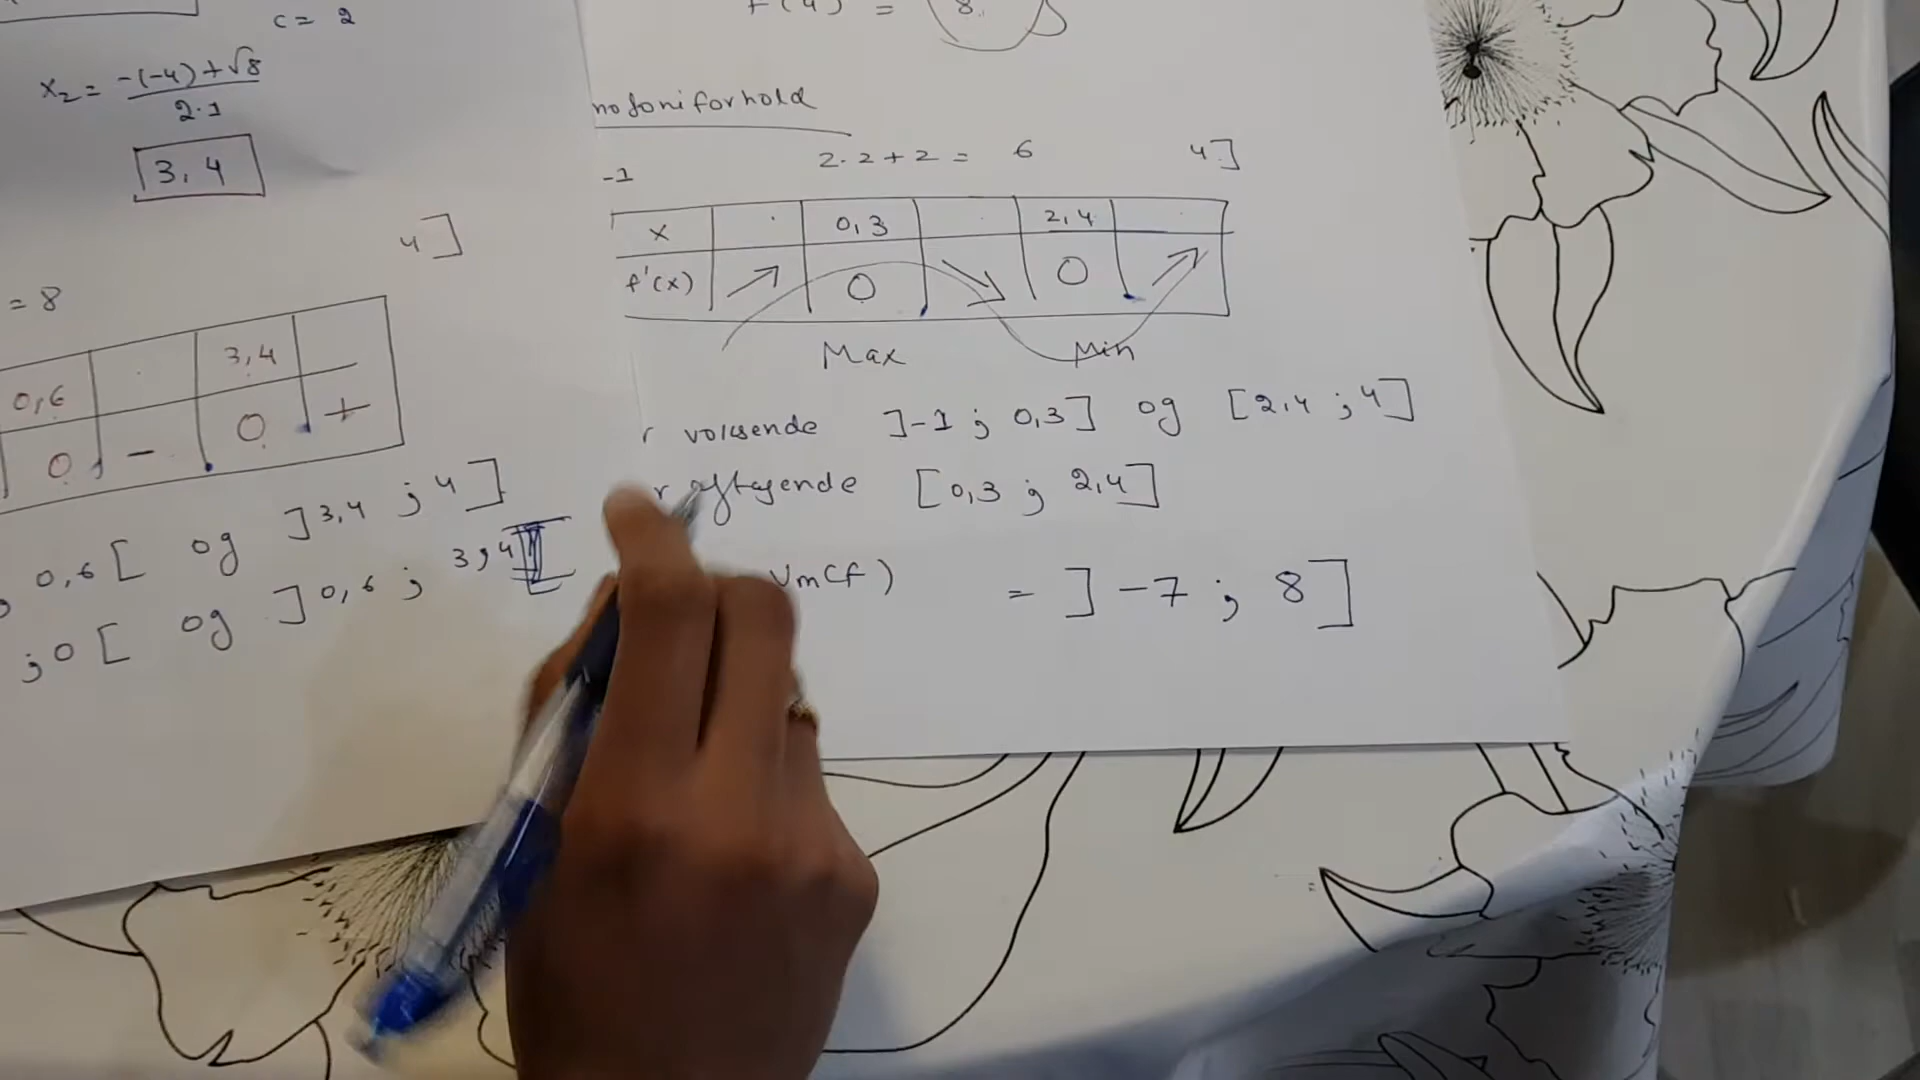 c = 2
x₂ = -(-4)+√8 / 2·1
3,4
4]
= 8
3,4
0,6
0 - 0 +
0,6[ og ]3,4 ; 4]
;0[ og ]0,6 ; 3,4
f(4) = 8
notoniforhold
2·2+2 = 6
-1 4]
x 0,3 2,4
f'(x) ↗ 0 ↘ 0 ↗
Max Min
r voksende ]-1 ; 0,3] og [2,4 ; 4]
r aftagende [0,3 ; 2,4]
Vm(f) = ]-7 ; 8]